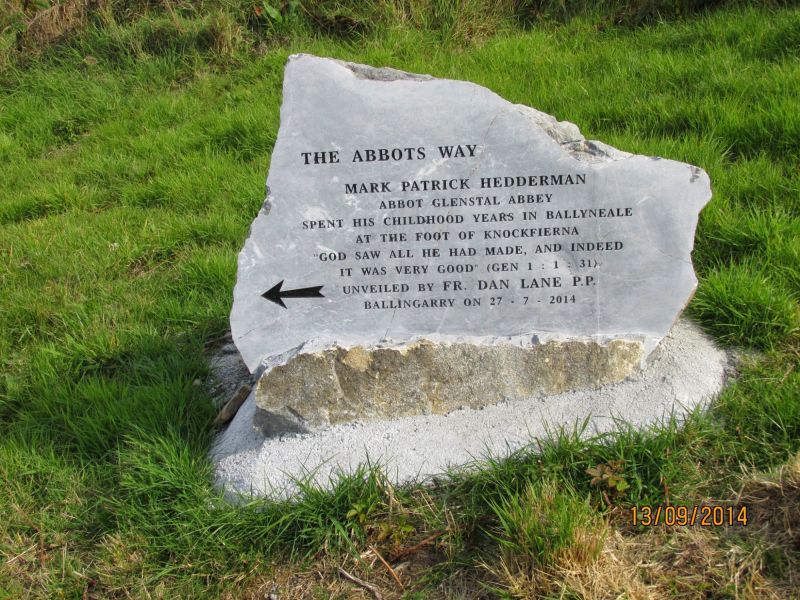 THE ABBOTS WAY
MARK PATRICK HEDDERMAN
ABBOT GLENSTAL ABBEY
SPENT HIS CHILDHOOD YEARS IN BALLYNEALE
AT THE FOOT OF KNOCKFIERNA
"GOD SAW ALL HE HAD MADE, AND INDEED
IT WAS VERY GOOD" (GEN 1 : 1 : 31).
UNVEILED BY FR. DAN LANE P.P.
BALLINGARRY ON 27 - 7 - 2014
13/09/2014